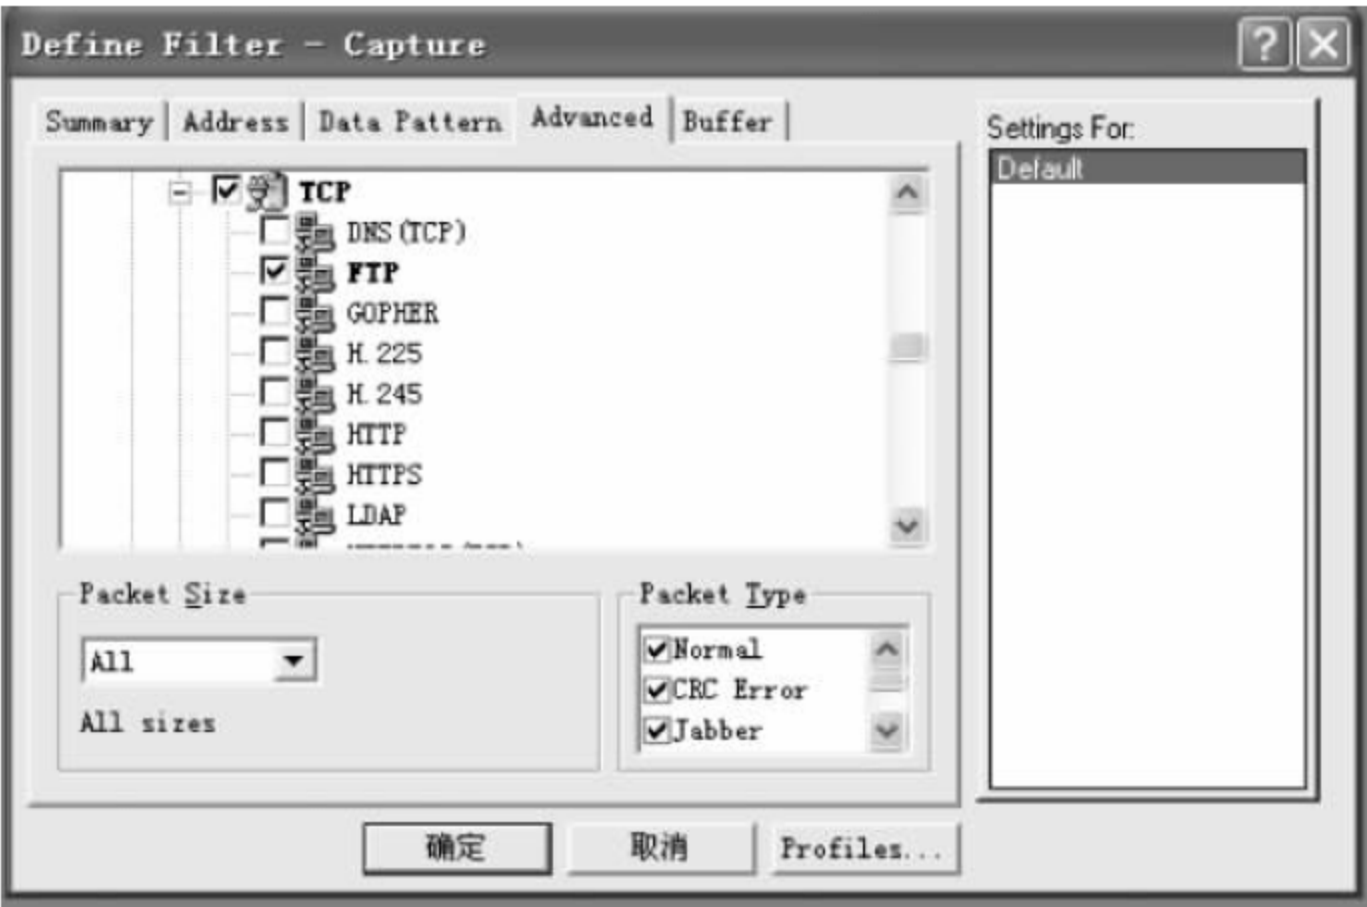 Define Filter - Capture
Summary Address Data Pattern Advanced Buffer
Settings For:
Default
TCP
DNS (TCP)
FTP
GOPHER
H.225
H.245
HTTP
HTTPS
LDAP
Packet Size
All
All sizes
Packet Type
Normal
CRC Error
Jabber
确定 取消 Profiles...